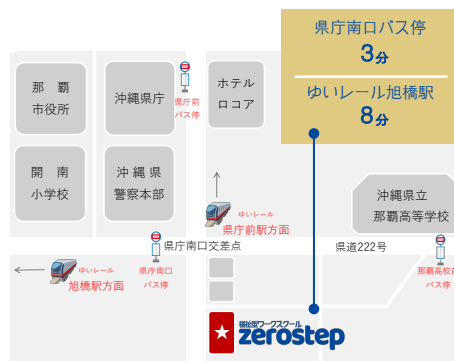 県庁南口バス停
3分
ゆいレール旭橋駅
8分
那　覇
市役所
沖縄県庁
県庁前
バス停
ホテル
ロコア
開　南
小学校
沖 縄 県
警察本部
ゆいレール
県庁前駅方面
沖縄県立
那覇高等学校
県庁南口交差点
県道222号
ゆいレール
旭橋駅方面
県庁南口
バス停
那覇高校前
バス停
福祉型ワークスクール
zerostep